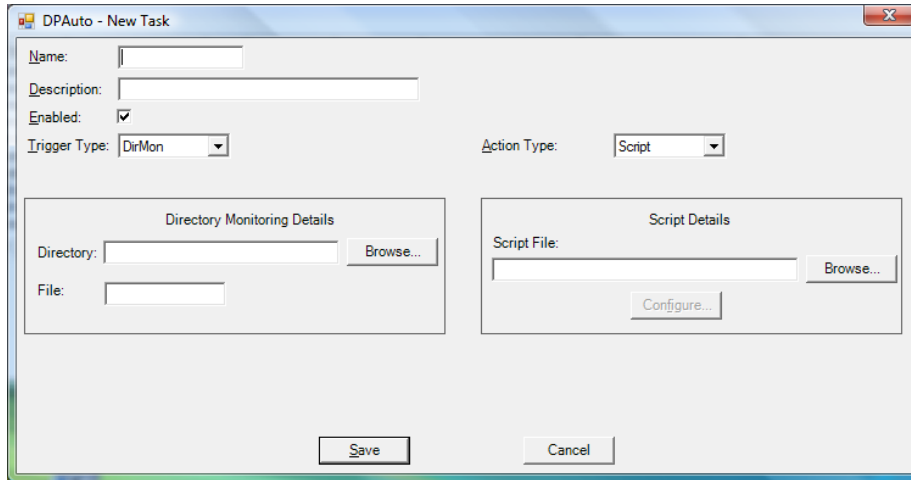 DPAuto - New Task
Name:
Description:
Enabled:
Trigger Type: DirMon
Action Type: Script
Directory Monitoring Details
Directory: Browse...
File:
Script Details
Script File:
Browse...
Configure...
Save
Cancel